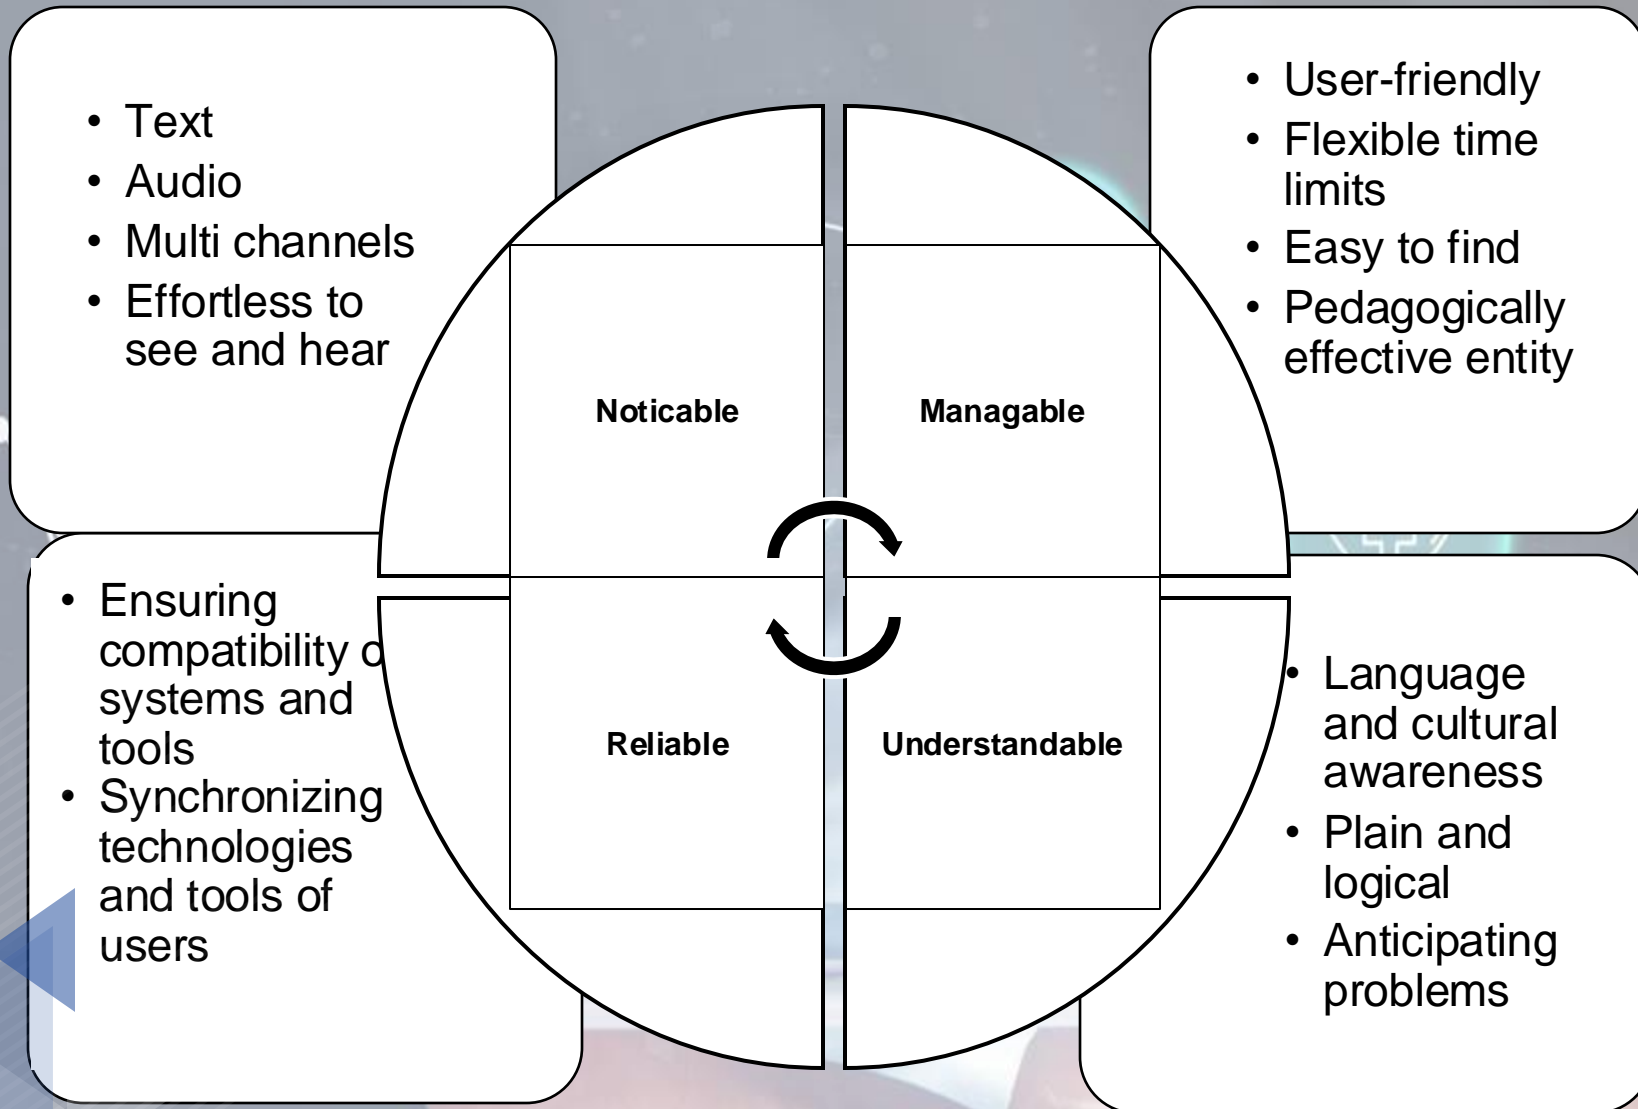 • Text
• Audio
• Multi channels
• Effortless to
see and hear
• User-friendly
• Flexible time
limits
• Easy to find
• Pedagogically
effective entity
Noticable
Managable
• Ensuring
compatibility
systems and
tools
• Synchronizing
technologies
and tools of
users
Reliable
Understandable
• Language
and cultural
awareness
• Plain and
logical
• Anticipating
problems